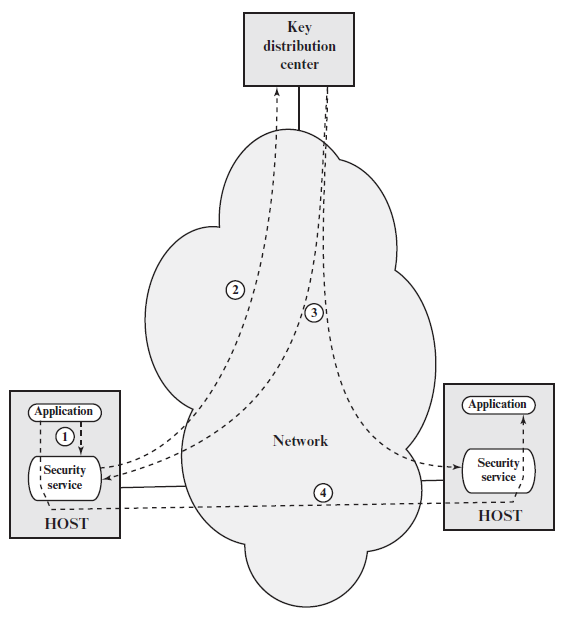 Key
distribution
center
2
3
Application
1
Security
service
HOST
Network
4
Application
Security
service
HOST